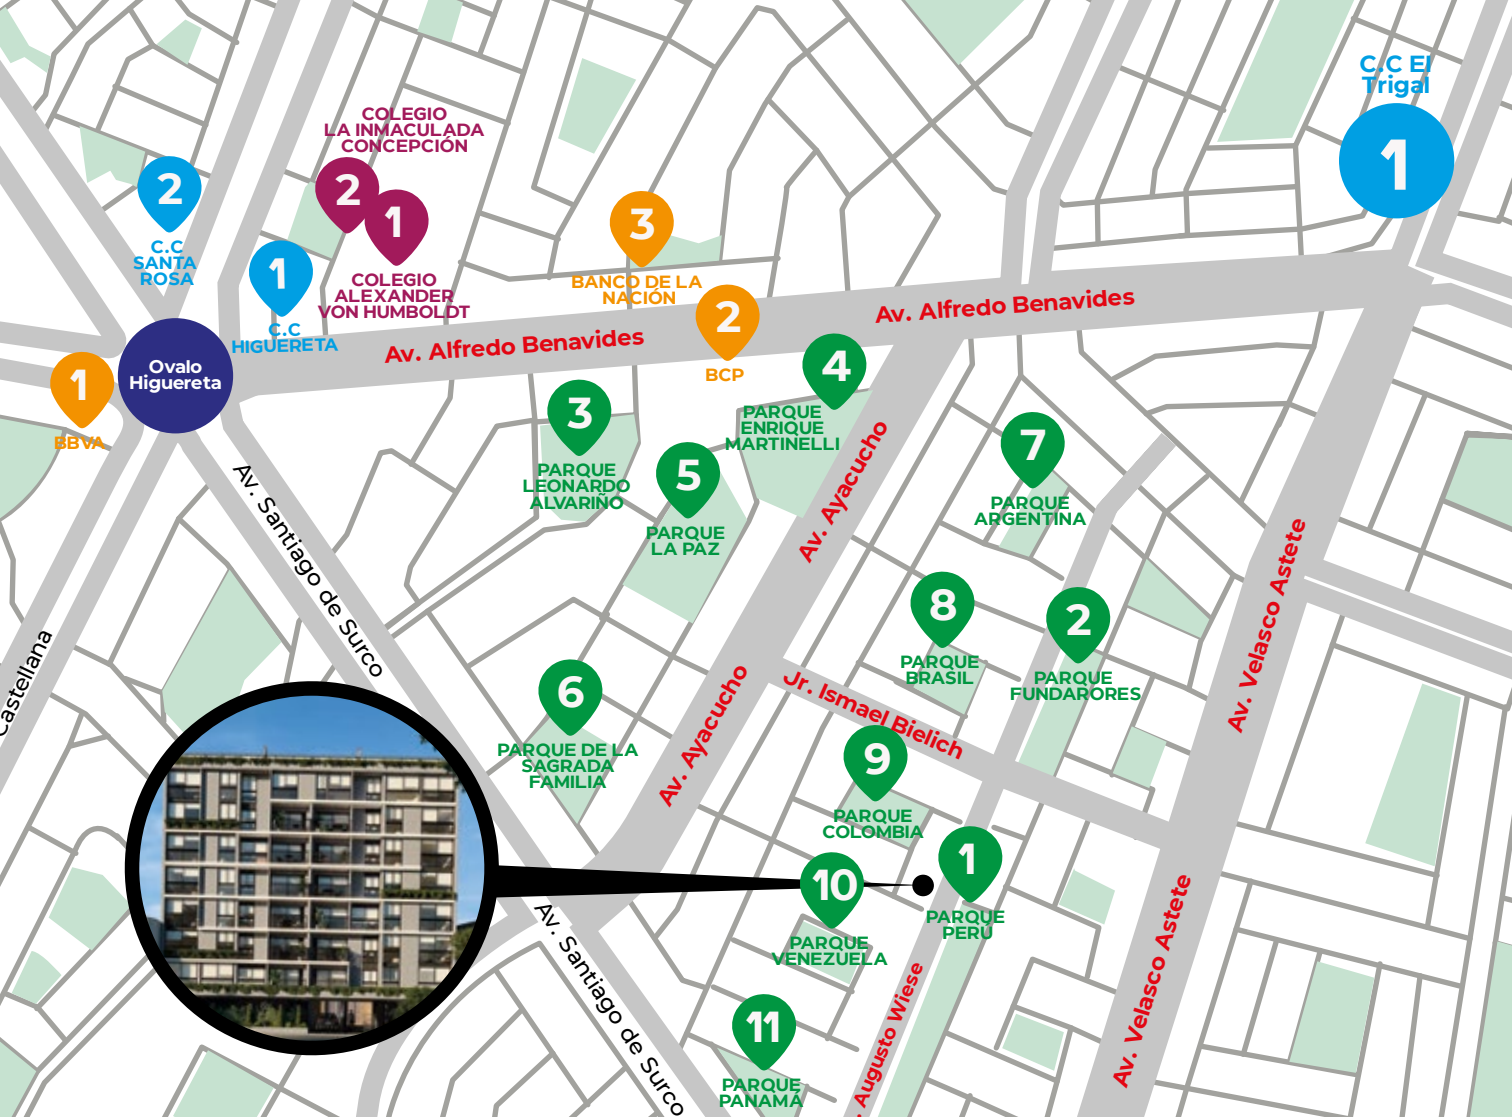 C.C El
Trigal
1
COLEGIO
LA INMACULADA
CONCEPCIÓN
2
2
1
C.C
SANTA
ROSA
3
1
COLEGIO
ALEXANDER
VON HUMBOLDT
BANCO DE LA
NACIÓN
C.C
HIGUERETA
2
Av. Alfredo Benavides
Av. Alfredo Benavides
BCP
Ovalo
Higuereta
1
BBVA
4
PARQUE
ENRIQUE
MARTINELLI
3
PARQUE
LEONARDO
ALVARIÑO
5
PARQUE
LA PAZ
Av. Ayacucho
7
PARQUE
ARGENTINA
Av. Santiago de Surco
Castellana
8
PARQUE
BRASIL
2
PARQUE
FUNDARORES
Av. Velasco Astete
6
PARQUE DE LA
SAGRADA
FAMILIA
Av. Ayacucho
Jr. Ismael Bielich
9
PARQUE
COLOMBIA
10
PARQUE
VENEZUELA
1
PARQUE
PERÚ
Av. Santiago de Surco
. Augusto Wiese
Av. Velasco Astete
11
PARQUE
PANAMÁ